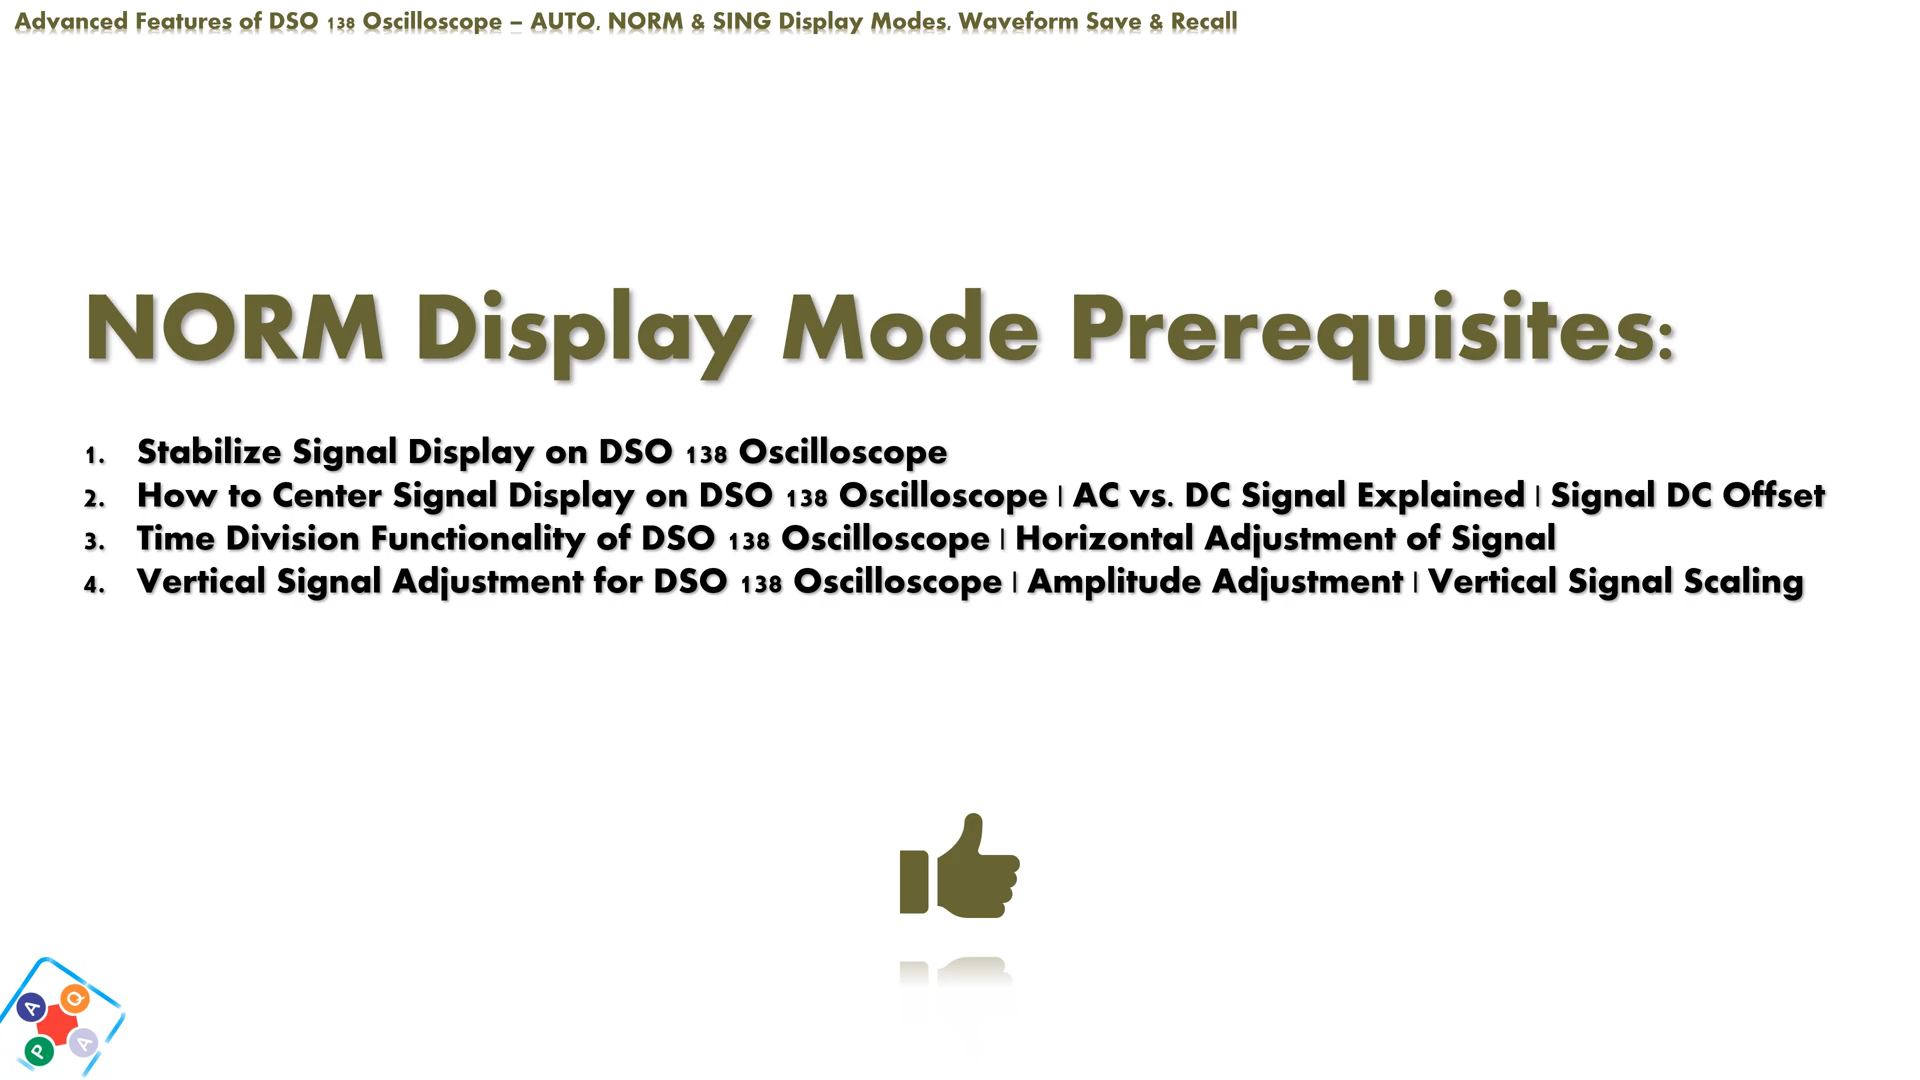 Advanced Features of DSO 138 Oscilloscope – AUTO, NORM & SING Display Modes, Waveform Save & Recall
NORM Display Mode Prerequisites:
1. Stabilize Signal Display on DSO 138 Oscilloscope
2. How to Center Signal Display on DSO 138 Oscilloscope | AC vs. DC Signal Explained | Signal DC Offset
3. Time Division Functionality of DSO 138 Oscilloscope | Horizontal Adjustment of Signal
4. Vertical Signal Adjustment for DSO 138 Oscilloscope | Amplitude Adjustment | Vertical Signal Scaling
A Q
P A